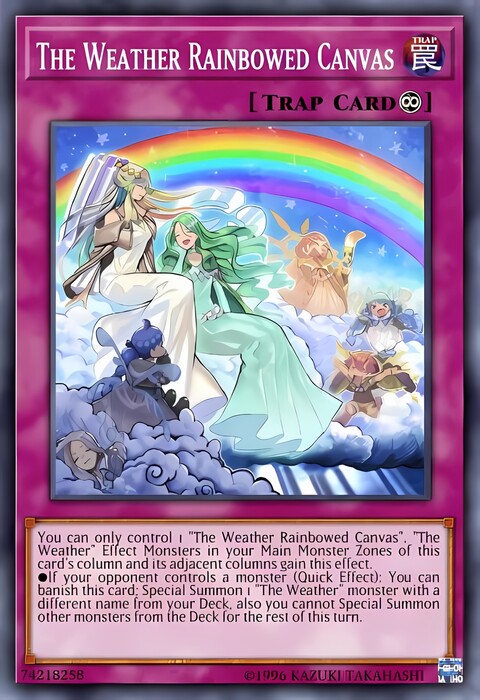 THE WEATHER RAINBOWED CANVAS
TRAP
罠
[TRAP CARD]
You can only control 1 "The Weather Rainbowed Canvas". "The
Weather" Effect Monsters in your Main Monster Zones of this
card's column and its adjacent columns gain this effect.
●If your opponent controls a monster (Quick Effect): You can
banish this card; Special Summon 1 "The Weather" monster with a
different name from your Deck, also you cannot Special Summon
other monsters from the Deck for the rest of this turn.
74218258
©1996 KAZUKI TAKAHASHI